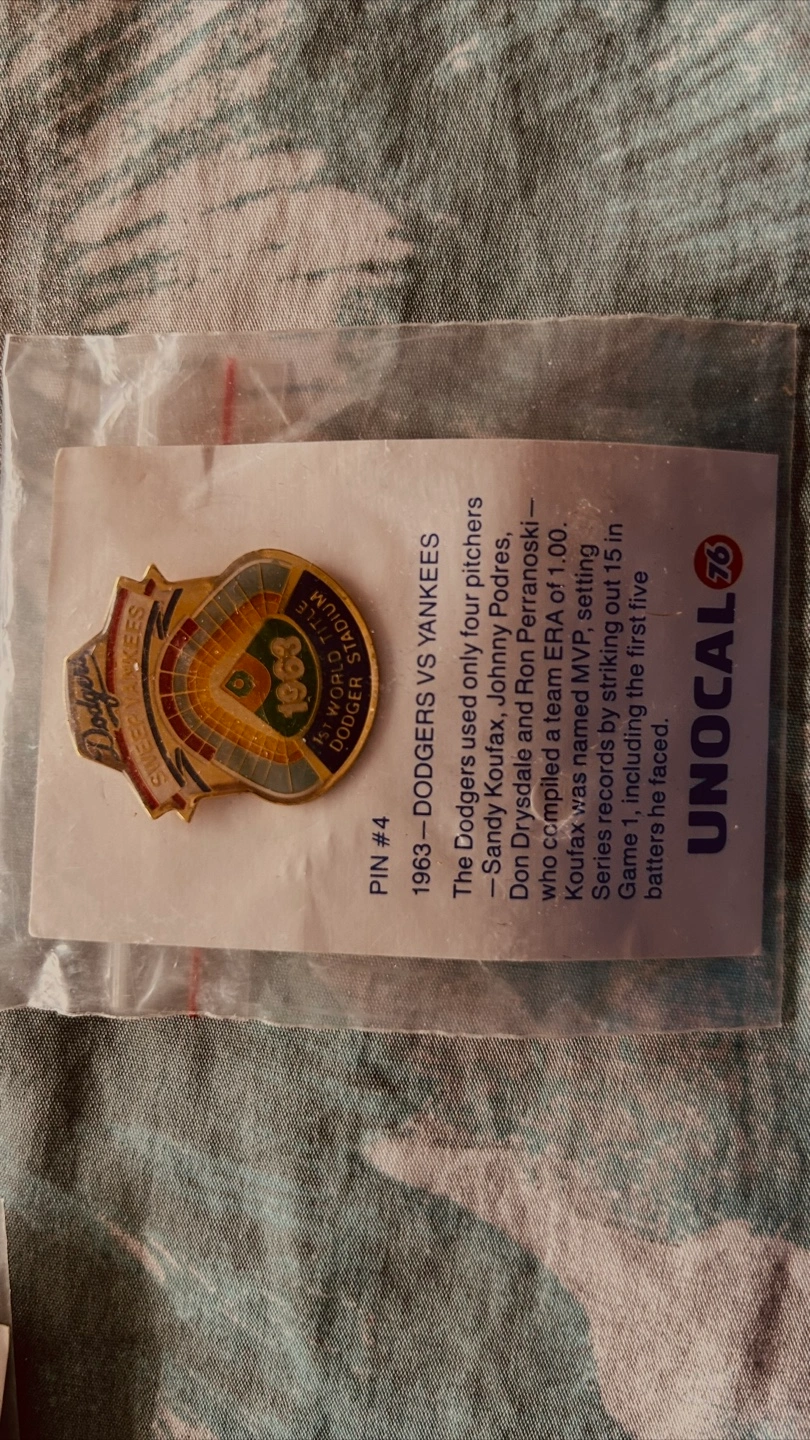 Dodgers
SWEEP YANKEES
1963
1ST WORLD TITLE
DODGER STADIUM
PIN #4
1963—DODGERS VS YANKEES
The Dodgers used only four pitchers
—Sandy Koufax, Johnny Podres,
Don Drysdale and Ron Perranoski—
who compiled a team ERA of 1.00.
Koufax was named MVP, setting
Series records by striking out 15 in
Game 1, including the first five
batters he faced.
UNOCAL 76